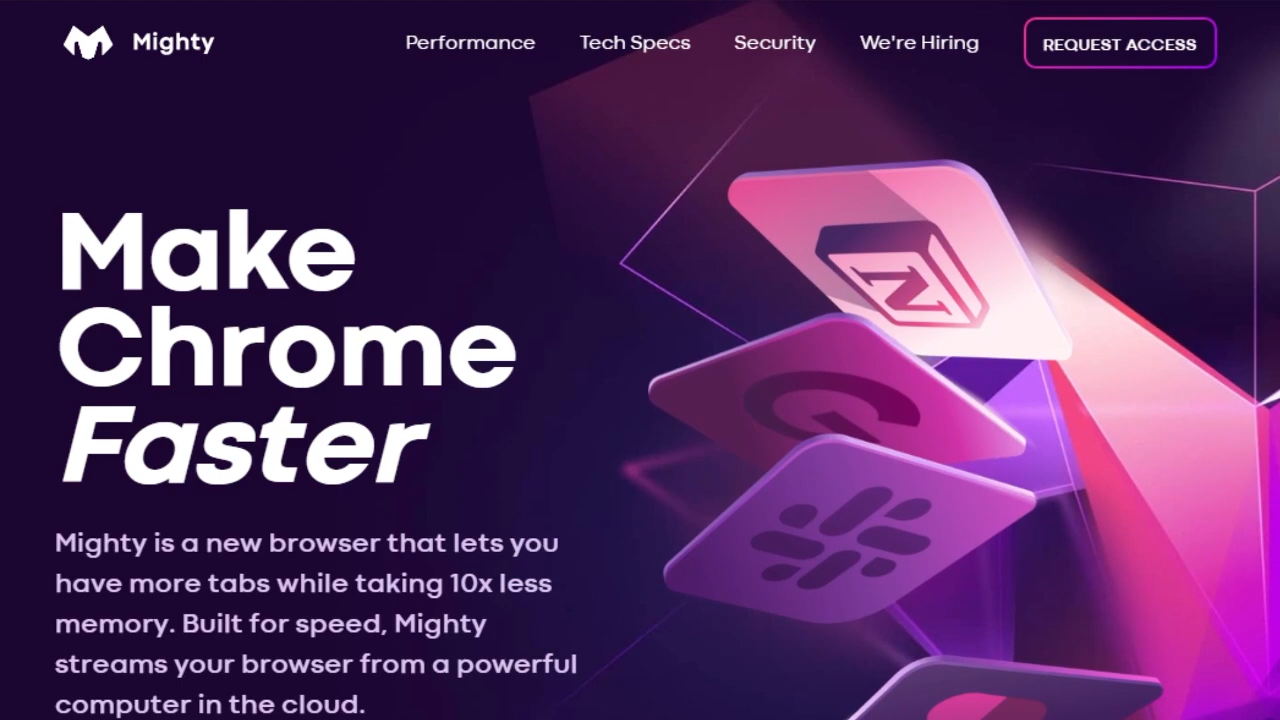 Mighty
Performance
Tech Specs
Security
We're Hiring
REQUEST ACCESS
Make
Chrome
Faster
Mighty is a new browser that lets you
have more tabs while taking 10x less
memory. Built for speed, Mighty
streams your browser from a powerful
computer in the cloud.
N